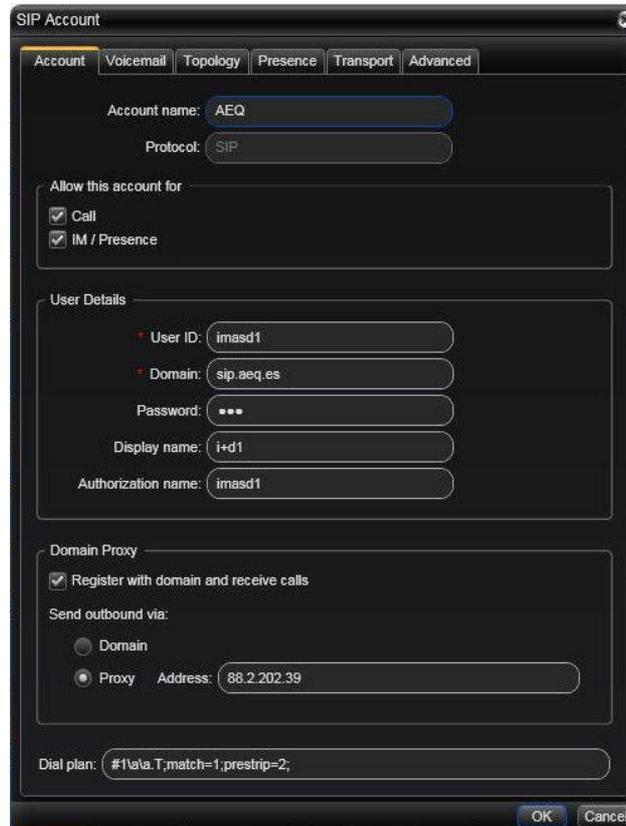 SIP Account
Account Voicemail Topology Presence Transport Advanced
Account name: AEQ
Protocol: SIP
Allow this account for
Call
IM / Presence
User Details
* User ID: imasd1
* Domain: sip.aeq.es
Password: •••
Display name: i+d1
Authorization name: imasd1
Domain Proxy
Register with domain and receive calls
Send outbound via:
Domain
Proxy Address: 88.2.202.39
Dial plan: #1\a\a.T;match=1;prestrip=2;
OK Cancel